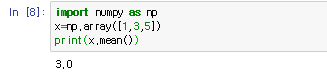 In [8]: import numpy as np
x=np.array([1,3,5])
print(x.mean())
3.0